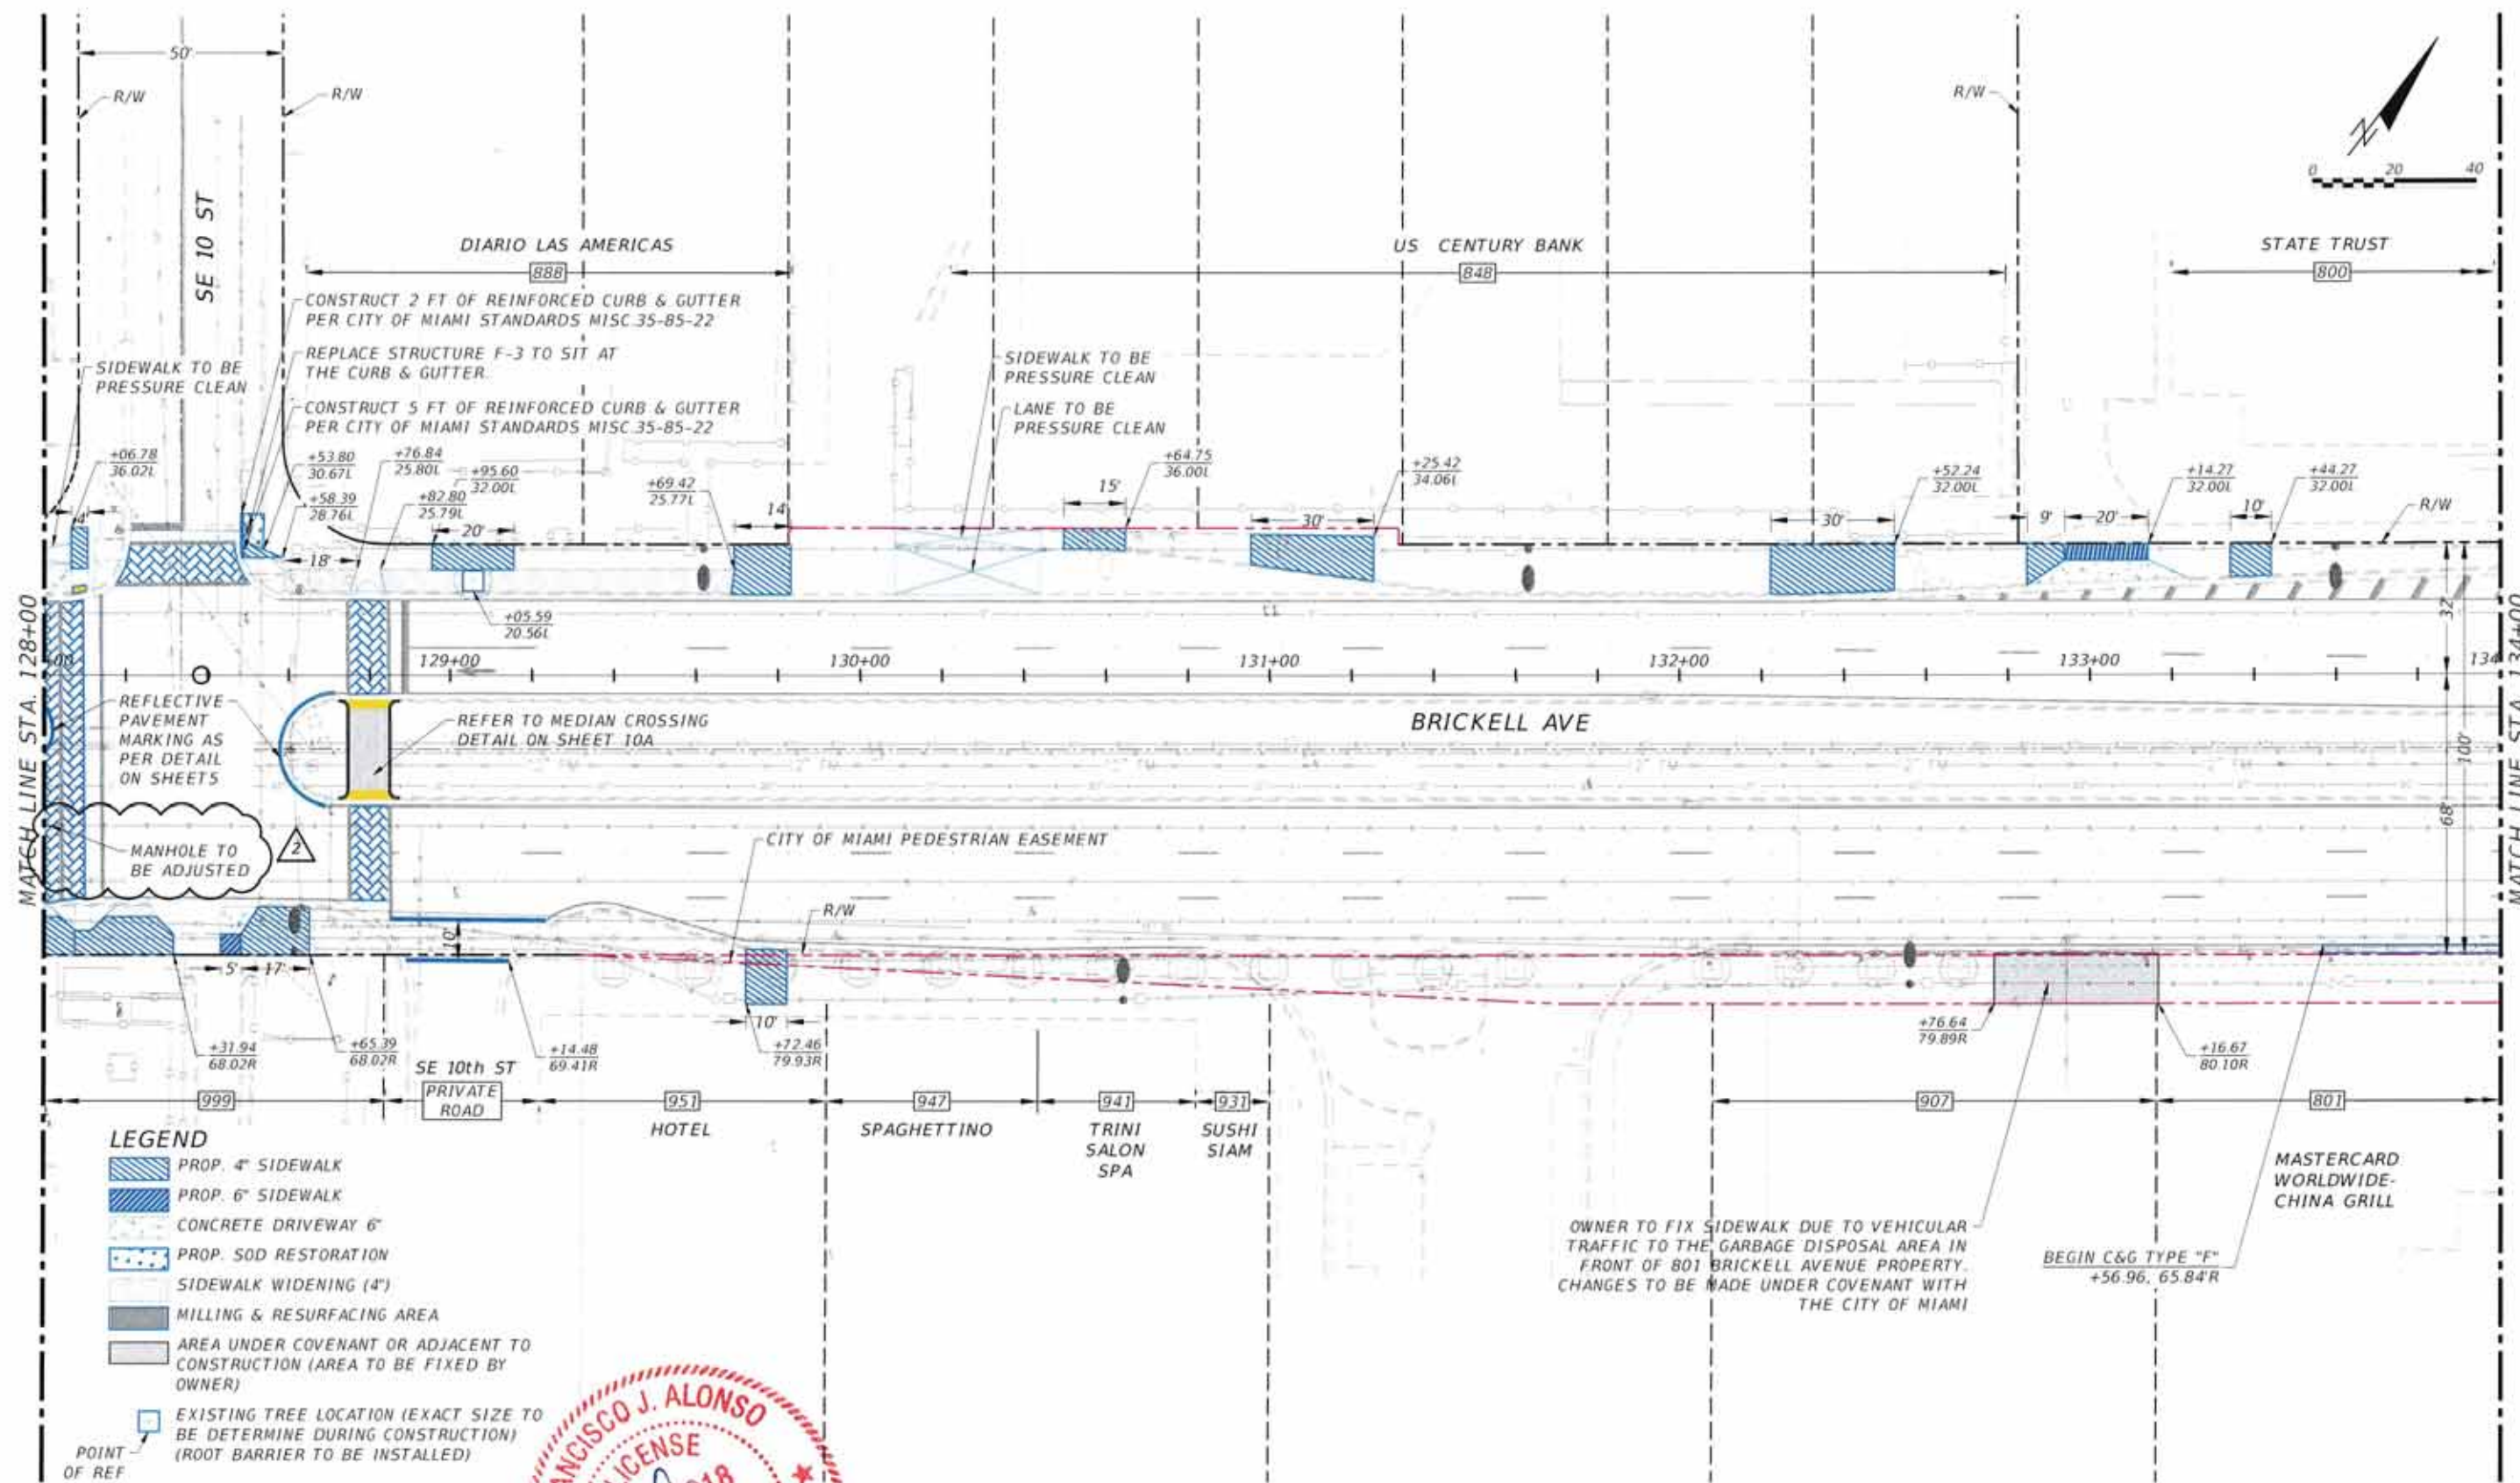 50'
R/W
R/W
R/W
N
0 20 40
SE 10 ST
DIARIO LAS AMERICAS
888
US CENTURY BANK
848
STATE TRUST
800
CONSTRUCT 2 FT OF REINFORCED CURB & GUTTER
PER CITY OF MIAMI STANDARDS MISC.35-85-22
REPLACE STRUCTURE F-3 TO SIT AT
THE CURB & GUTTER.
CONSTRUCT 5 FT OF REINFORCED CURB & GUTTER
PER CITY OF MIAMI STANDARDS MISC.35-85-22
SIDEWALK TO BE
PRESSURE CLEAN
SIDEWALK TO BE
PRESSURE CLEAN
LANE TO BE
PRESSURE CLEAN
+06.78
36.02L
+53.80
30.67L
+58.39
28.76L
+76.84
25.80L
+82.80
25.79L
+95.60
32.00L
+69.42
25.77L
+64.75
36.00L
+25.42
34.06L
+52.24
32.00L
+14.27
32.00L
+44.27
32.00L
R/W
4'
18'
20'
14'
15'
30'
30'
9'
20'
10'
+05.59
20.56L
MATCH LINE STA. 128+00
129+00
130+00
131+00
132+00
133+00
134
MATCH LINE STA. 134+00
32'
100'
68'
REFLECTIVE
PAVEMENT
MARKING AS
PER DETAIL
ON SHEET5
REFER TO MEDIAN CROSSING
DETAIL ON SHEET 10A
BRICKELL AVE
MANHOLE TO
BE ADJUSTED
2
CITY OF MIAMI PEDESTRIAN EASEMENT
R/W
10'
5'
17'
10'
+31.94
68.02R
+65.39
68.02R
+14.48
69.41R
+72.46
79.93R
+76.64
79.89R
+16.67
80.10R
SE 10th ST
PRIVATE
ROAD
999
951
947
941
931
907
801
HOTEL
SPAGHETTINO
TRINI
SALON
SPA
SUSHI
SIAM
MASTERCARD
WORLDWIDE-
CHINA GRILL
OWNER TO FIX SIDEWALK DUE TO VEHICULAR
TRAFFIC TO THE GARBAGE DISPOSAL AREA IN
FRONT OF 801 BRICKELL AVENUE PROPERTY.
CHANGES TO BE MADE UNDER COVENANT WITH
THE CITY OF MIAMI
BEGIN C&G TYPE "F"
+56.96, 65.84'R
LEGEND
PROP. 4" SIDEWALK
PROP. 6" SIDEWALK
CONCRETE DRIVEWAY 6"
PROP. SOD RESTORATION
SIDEWALK WIDENING (4")
MILLING & RESURFACING AREA
AREA UNDER COVENANT OR ADJACENT TO
CONSTRUCTION (AREA TO BE FIXED BY
OWNER)
EXISTING TREE LOCATION (EXACT SIZE TO
BE DETERMINE DURING CONSTRUCTION)
(ROOT BARRIER TO BE INSTALLED)
POINT
OF REF
ANCISCO J. ALONSO
LICENSE